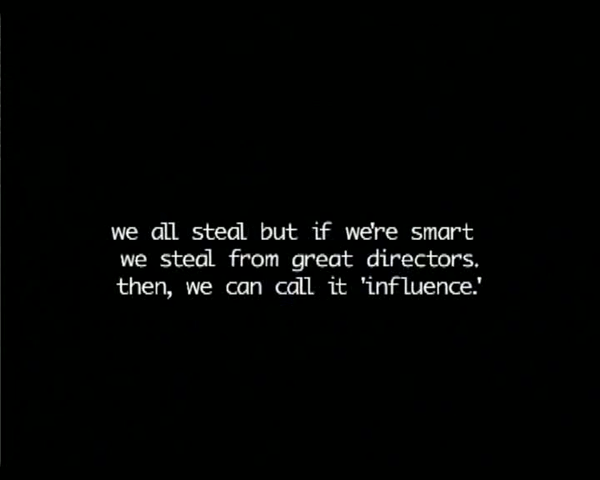 we all steal but if we're smart
we steal from great directors.
then, we can call it 'influence.'